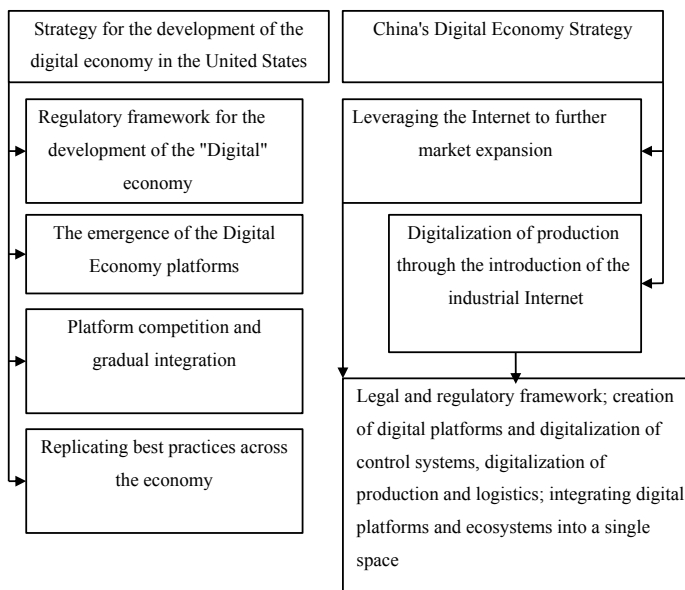 Strategy for the development of the
digital economy in the United States
Regulatory framework for the
development of the "Digital"
economy
The emergence of the Digital
Economy platforms
Platform competition and
gradual integration
Replicating best practices across
the economy
China's Digital Economy Strategy
Leveraging the Internet to further
market expansion
Digitalization of production
through the introduction of the
industrial Internet
Legal and regulatory framework; creation
of digital platforms and digitalization of
control systems, digitalization of
production and logistics; integrating digital
platforms and ecosystems into a single
space